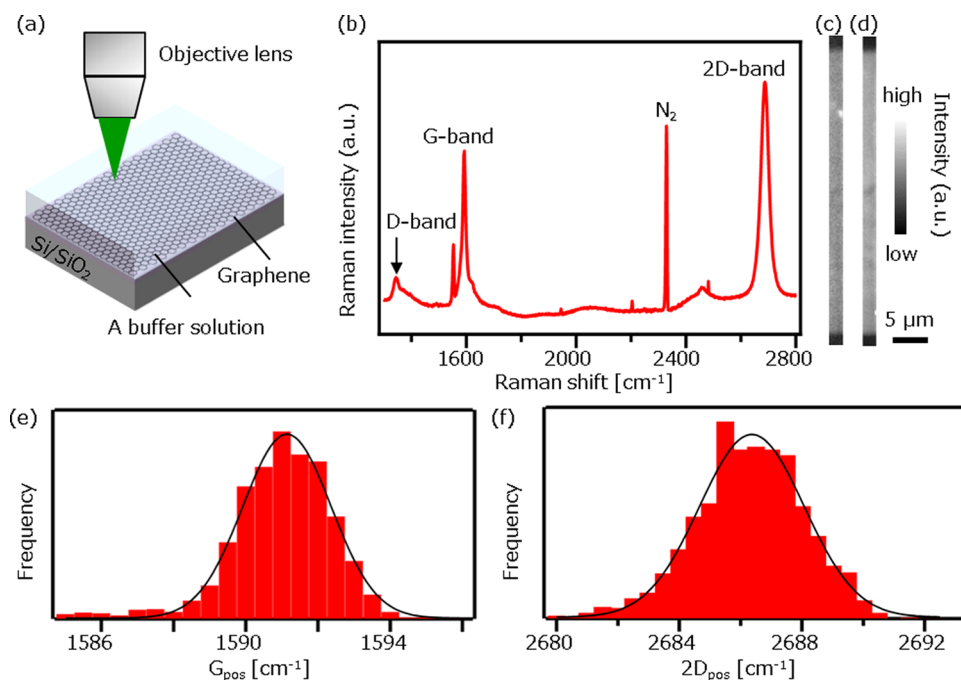 (a)
Objective lens
Si/SiO₂
Graphene
A buffer solution
(b)
Raman intensity (a.u.)
D-band
G-band
N₂
2D-band
1600
2000
2400
2800
Raman shift [cm⁻¹]
(c)
(d)
high
low
Intensity (a.u.)
5 μm
(e)
Frequency
1586
1590
1594
Gpos [cm⁻¹]
(f)
Frequency
2680
2684
2688
2692
2Dpos [cm⁻¹]